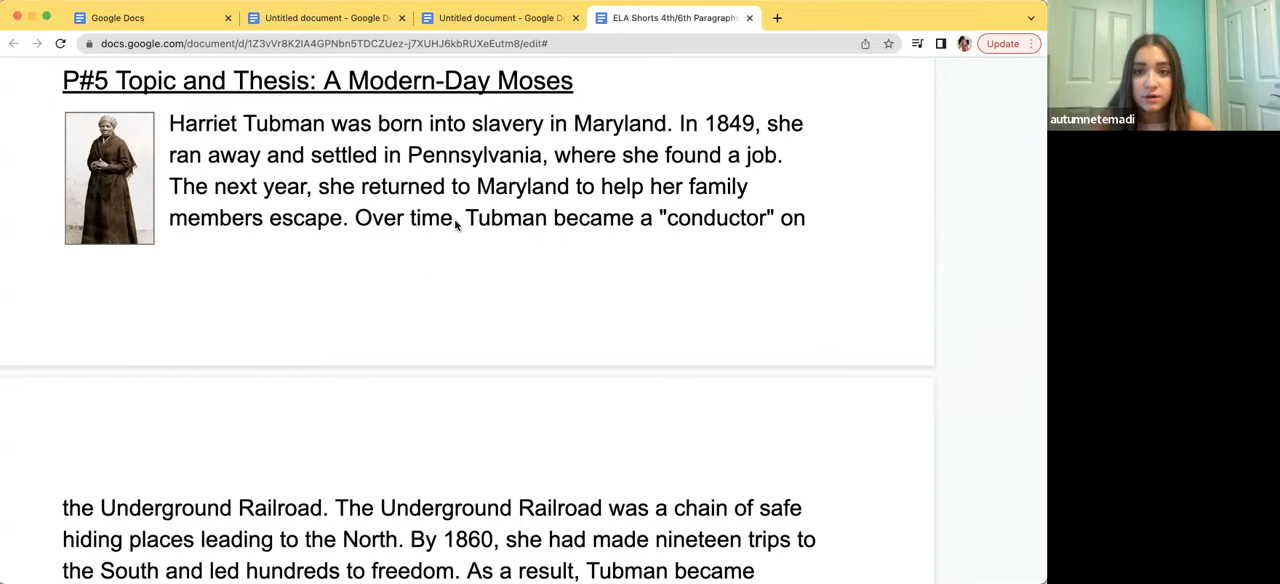 Google Docs
Untitled document - Google D
Untitled document - Google D
ELA Shorts 4th/6th Paragraphs
docs.google.com/document/d/1Z3vVr8K2IA4GPNbn5TDCZUez-j7XUHJ6kbRUXeEutm8/edit#
Update
autumnetemadi
P#5 Topic and Thesis: A Modern-Day Moses
Harriet Tubman was born into slavery in Maryland. In 1849, she
ran away and settled in Pennsylvania, where she found a job.
The next year, she returned to Maryland to help her family
members escape. Over time, Tubman became a "conductor" on
the Underground Railroad. The Underground Railroad was a chain of safe
hiding places leading to the North. By 1860, she had made nineteen trips to
the South and led hundreds to freedom. As a result, Tubman became